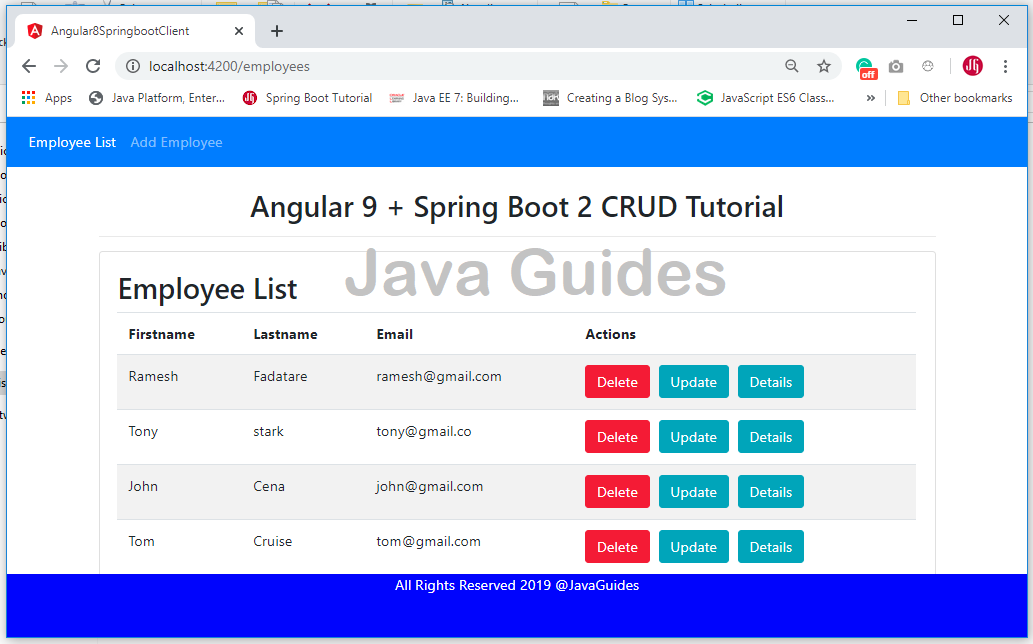 Angular8SpringbootClient
localhost:4200/employees
off
Apps Java Platform, Enter... Spring Boot Tutorial Java EE 7: Building... Creating a Blog Sys... JavaScript ES6 Class... » Other bookmarks
Employee List Add Employee
Angular 9 + Spring Boot 2 CRUD Tutorial
Java Guides
Employee List
Firstname Lastname Email Actions
Ramesh Fadatare ramesh@gmail.com Delete Update Details
Tony stark tony@gmail.co Delete Update Details
John Cena john@gmail.com Delete Update Details
Tom Cruise tom@gmail.com Delete Update Details
All Rights Reserved 2019 @JavaGuides